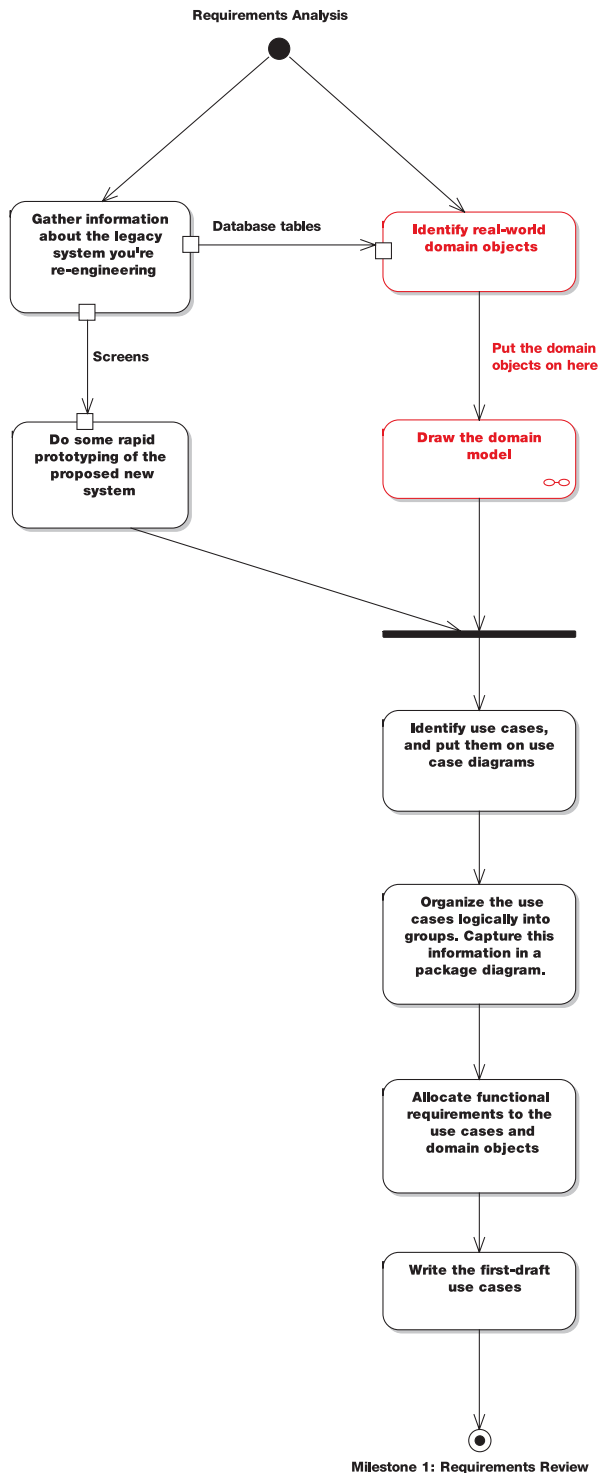 Requirements Analysis
Gather information
about the legacy
system you're
re-engineering
Database tables
Identify real-world
domain objects
Screens
Put the domain
objects on here
Do some rapid
prototyping of the
proposed new
system
Draw the domain
model
Identify use cases,
and put them on use
case diagrams
Organize the use
cases logically into
groups. Capture this
information in a
package diagram.
Allocate functional
requirements to the
use cases and
domain objects
Write the first-draft
use cases
Milestone 1: Requirements Review